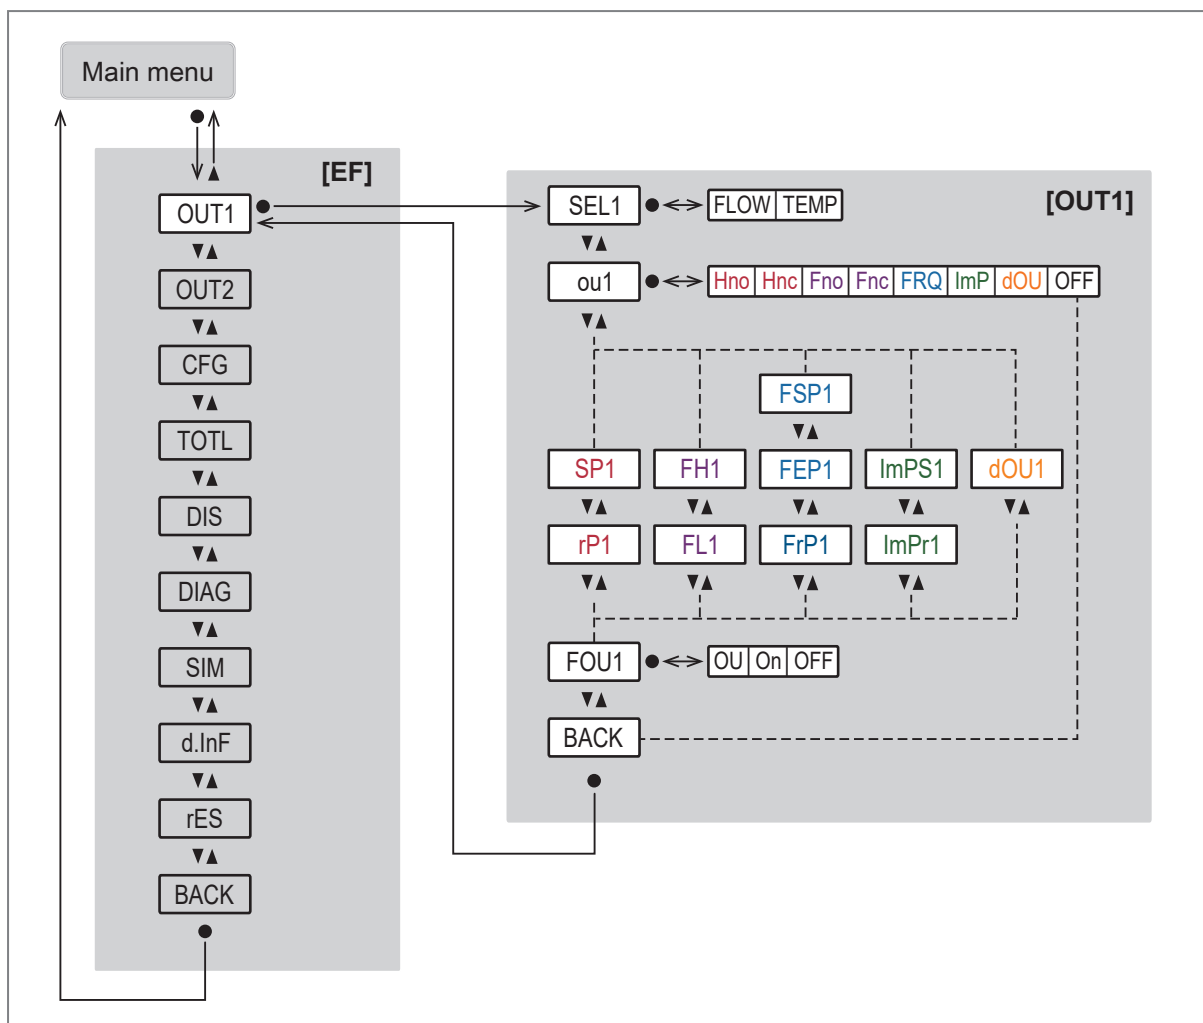 Main menu
[EF]
OUT1
OUT2
CFG
TOTL
DIS
DIAG
SIM
d.InF
rES
BACK
[OUT1]
SEL1
FLOW TEMP
ou1
Hno Hnc Fno Fnc FRQ ImP dOU OFF
FSP1
SP1 FH1 FEP1 ImPS1 dOU1
rP1 FL1 FrP1 ImPr1
FOU1
OU On OFF
BACK